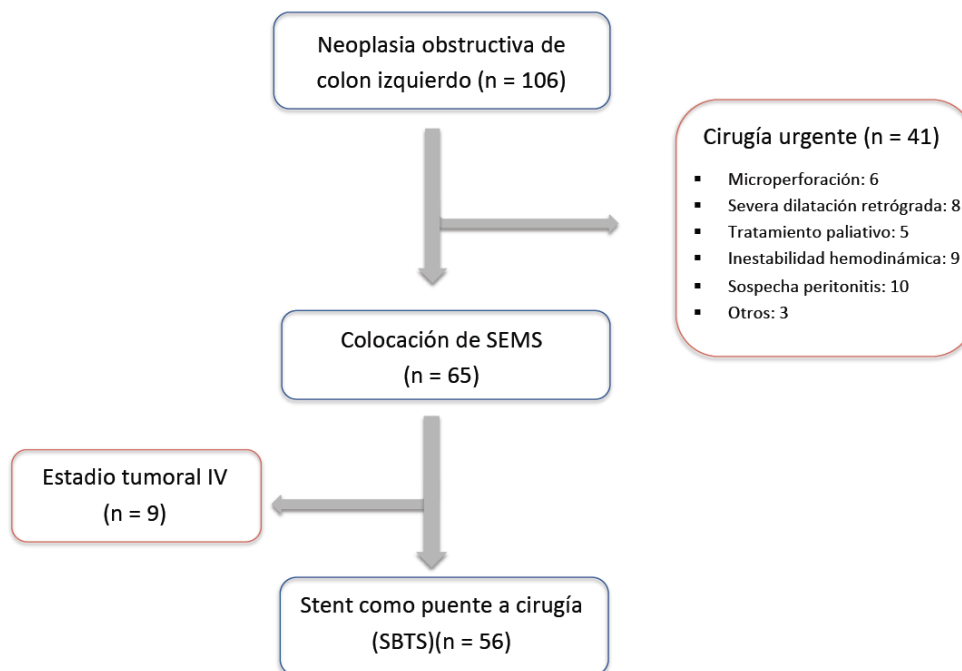 Neoplasia obstructiva de
colon izquierdo (n = 106)
Cirugía urgente (n = 41)
▪ Microperforación: 6
▪ Severa dilatación retrógrada: 8
▪ Tratamiento paliativo: 5
▪ Inestabilidad hemodinámica: 9
▪ Sospecha peritonitis: 10
▪ Otros: 3
Colocación de SEMS
(n = 65)
Estadio tumoral IV
(n = 9)
Stent como puente a cirugía
(SBTS)(n = 56)